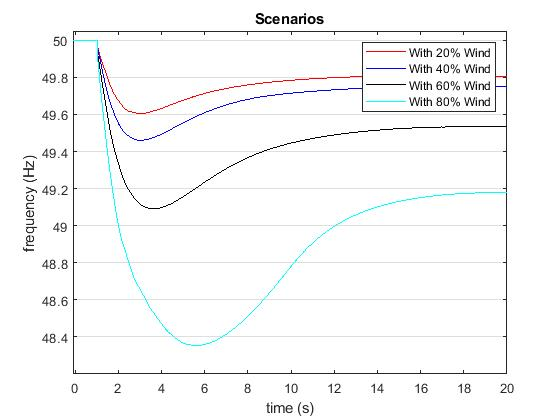 Scenarios
With 20% Wind
With 40% Wind
With 60% Wind
With 80% Wind
50
49.8
49.6
49.4
49.2
49
48.8
48.6
48.4
frequency (Hz)
0 2 4 6 8 10 12 14 16 18 20
time (s)